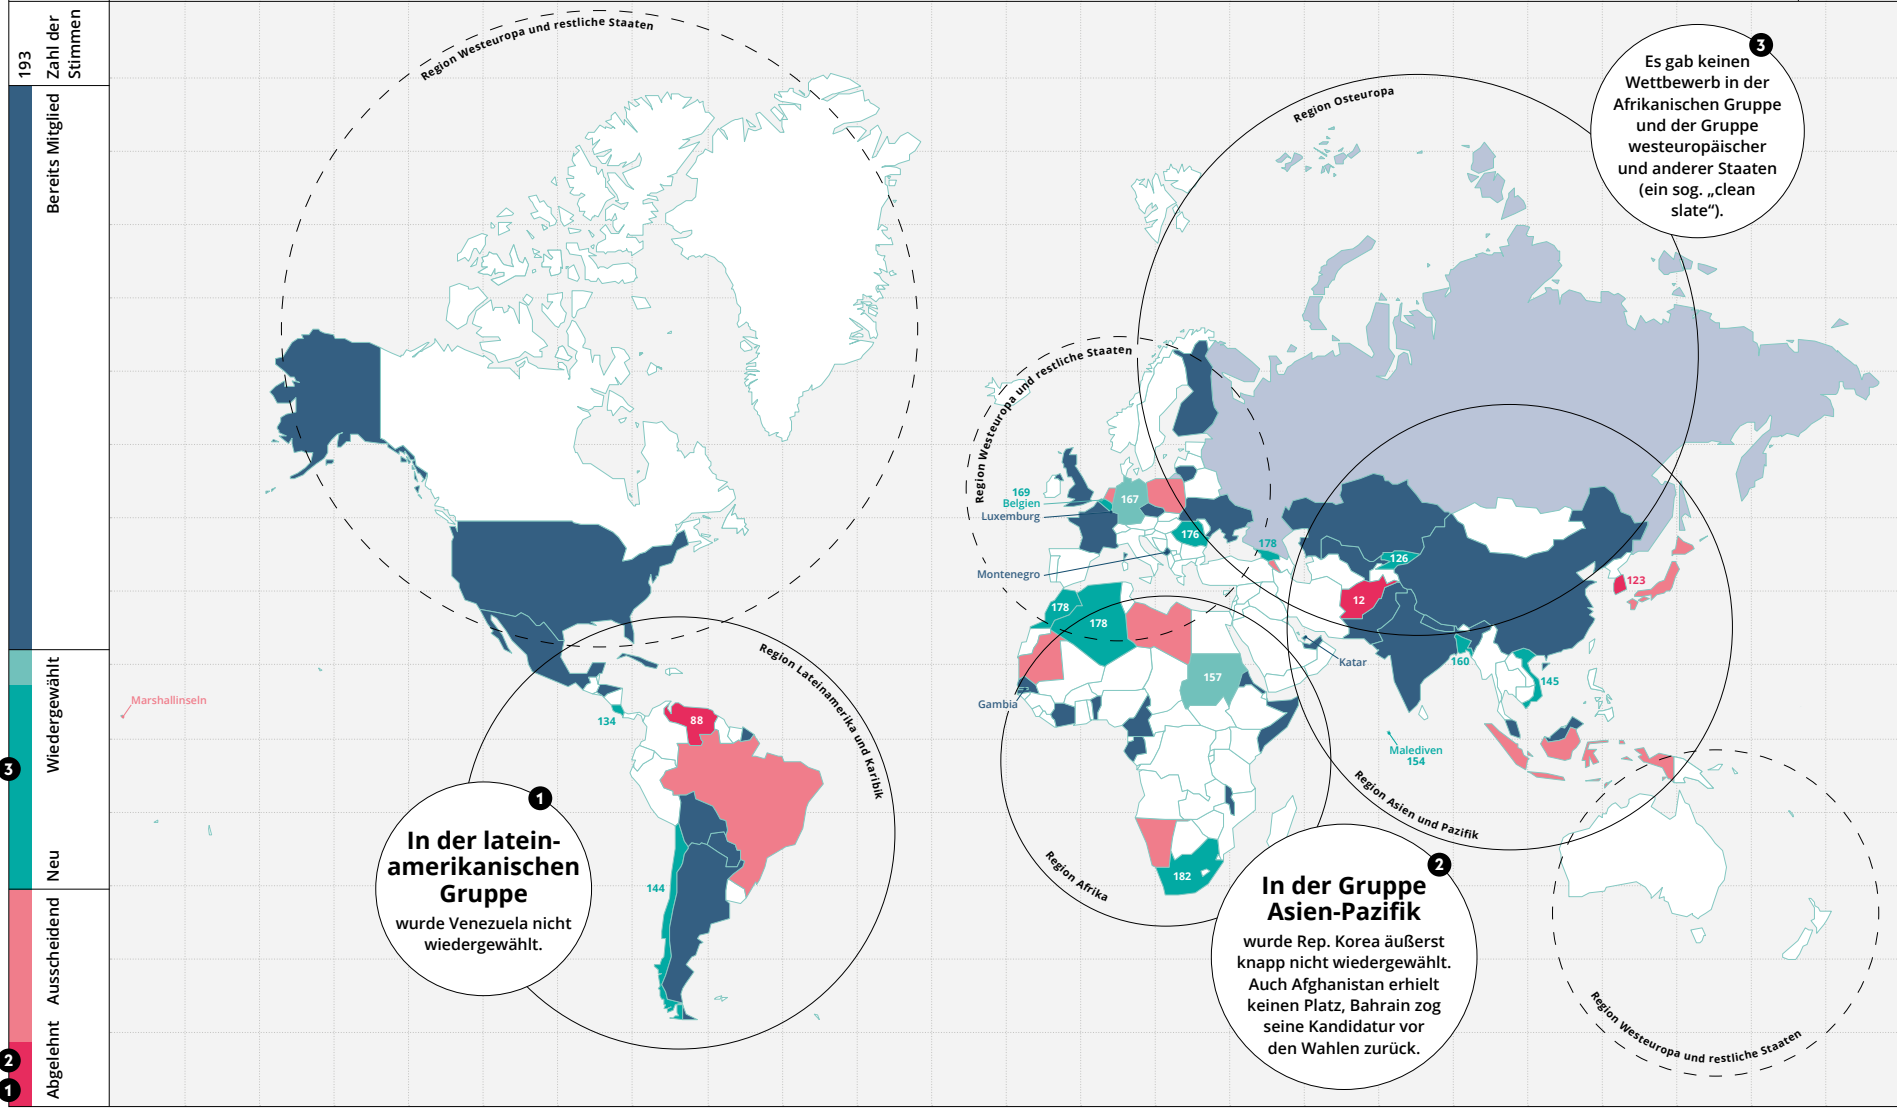 193
Zahl der
Stimmen
Bereits Mitglied
Wiedergewählt
3
Neu
Ausscheidend
Abgelehnt
2
1
Region Westeuropa und restliche Staaten
Region Osteuropa
3
Es gab keinen
Wettbewerb in der
Afrikanischen Gruppe
und der Gruppe
westeuropäischer
und anderer Staaten
(ein sog. „clean
slate“).
Region Westeuropa und restliche Staaten
169
Belgien
Luxemburg
167
176
Montenegro
178
126
12
123
178
178
160
Katar
157
145
Gambia
Marshallinseln
134
88
Region Lateinamerika und Karibik
Malediven
154
Region Asien und Pazifik
1
In der latein-
amerikanischen
Gruppe
wurde Venezuela nicht
wiedergewählt.
144
Region Afrika
182
2
In der Gruppe
Asien-Pazifik
wurde Rep. Korea äußerst
knapp nicht wiedergewählt.
Auch Afghanistan erhielt
keinen Platz, Bahrain zog
seine Kandidatur vor
den Wahlen zurück.
Region Westeuropa und restliche Staaten